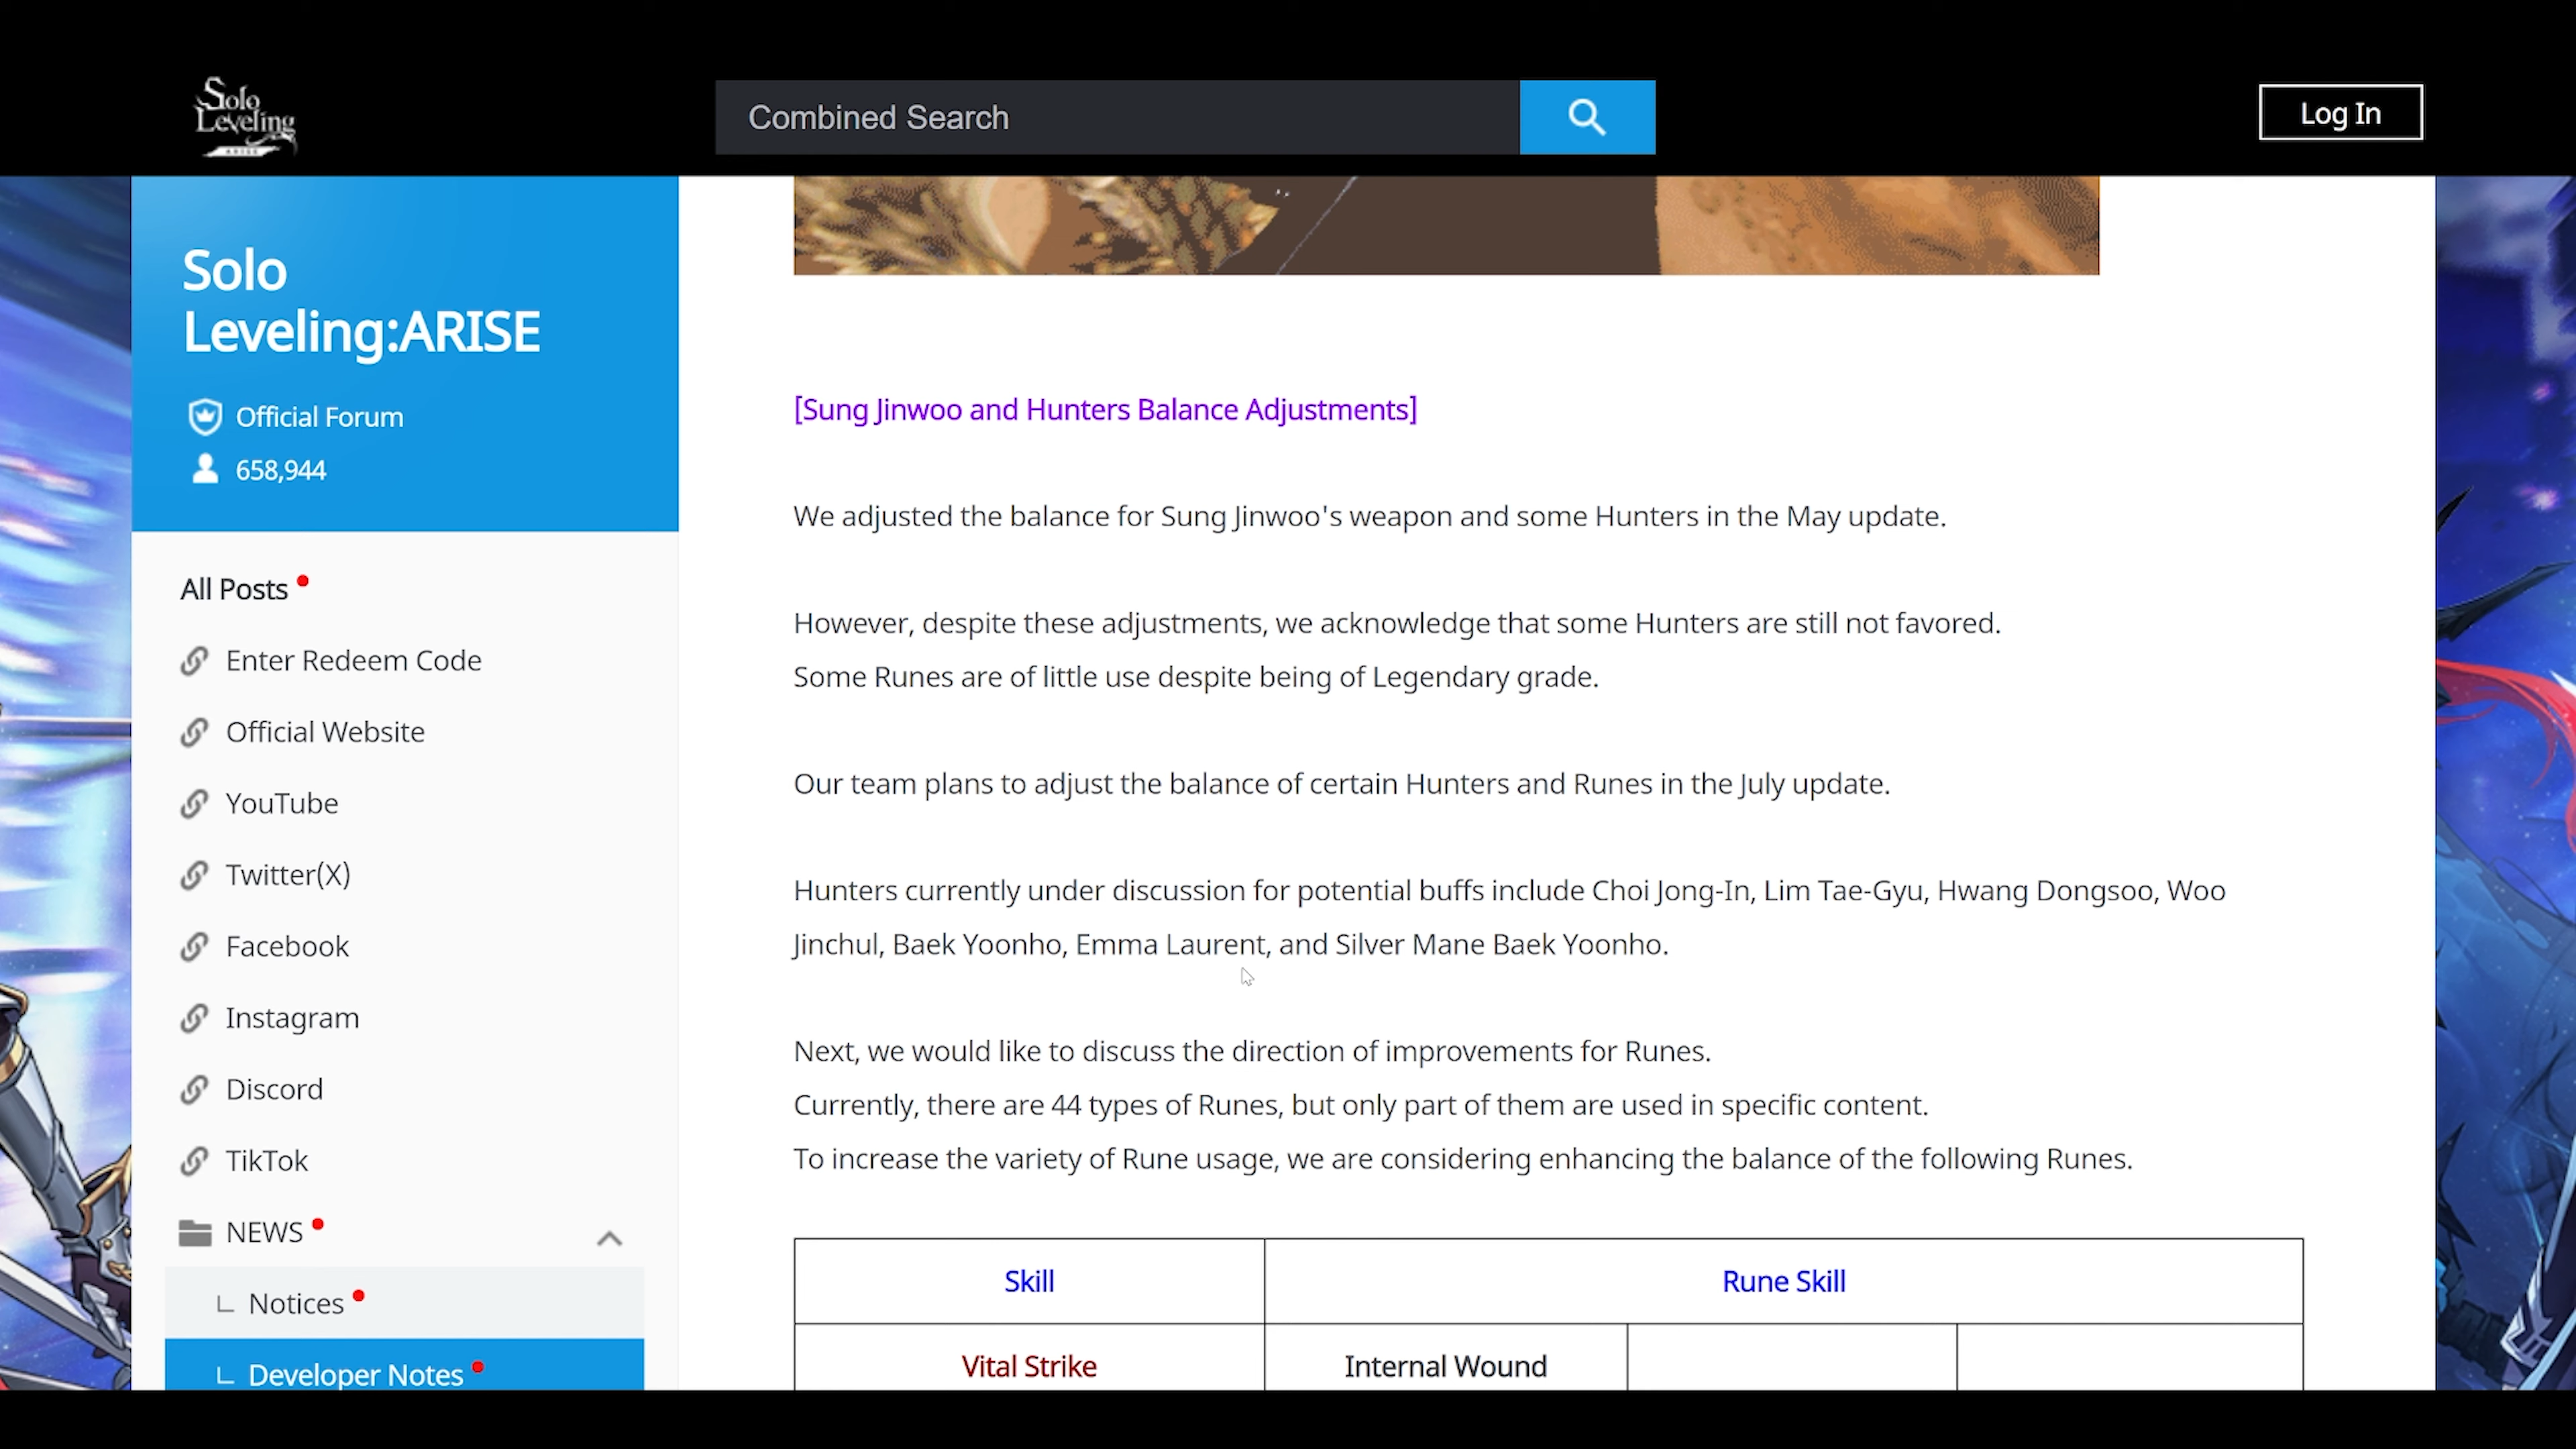 Solo
Leveling
ARISE
Combined Search
Log In
Solo
Leveling:ARISE
Official Forum
658,944
All Posts
Enter Redeem Code
Official Website
YouTube
Twitter(X)
Facebook
Instagram
Discord
TikTok
NEWS
Notices
Developer Notes
[Sung Jinwoo and Hunters Balance Adjustments]
We adjusted the balance for Sung Jinwoo's weapon and some Hunters in the May update.
However, despite these adjustments, we acknowledge that some Hunters are still not favored.
Some Runes are of little use despite being of Legendary grade.
Our team plans to adjust the balance of certain Hunters and Runes in the July update.
Hunters currently under discussion for potential buffs include Choi Jong-In, Lim Tae-Gyu, Hwang Dongsoo, Woo
Jinchul, Baek Yoonho, Emma Laurent, and Silver Mane Baek Yoonho.
Next, we would like to discuss the direction of improvements for Runes.
Currently, there are 44 types of Runes, but only part of them are used in specific content.
To increase the variety of Rune usage, we are considering enhancing the balance of the following Runes.
Skill
Rune Skill
Vital Strike
Internal Wound